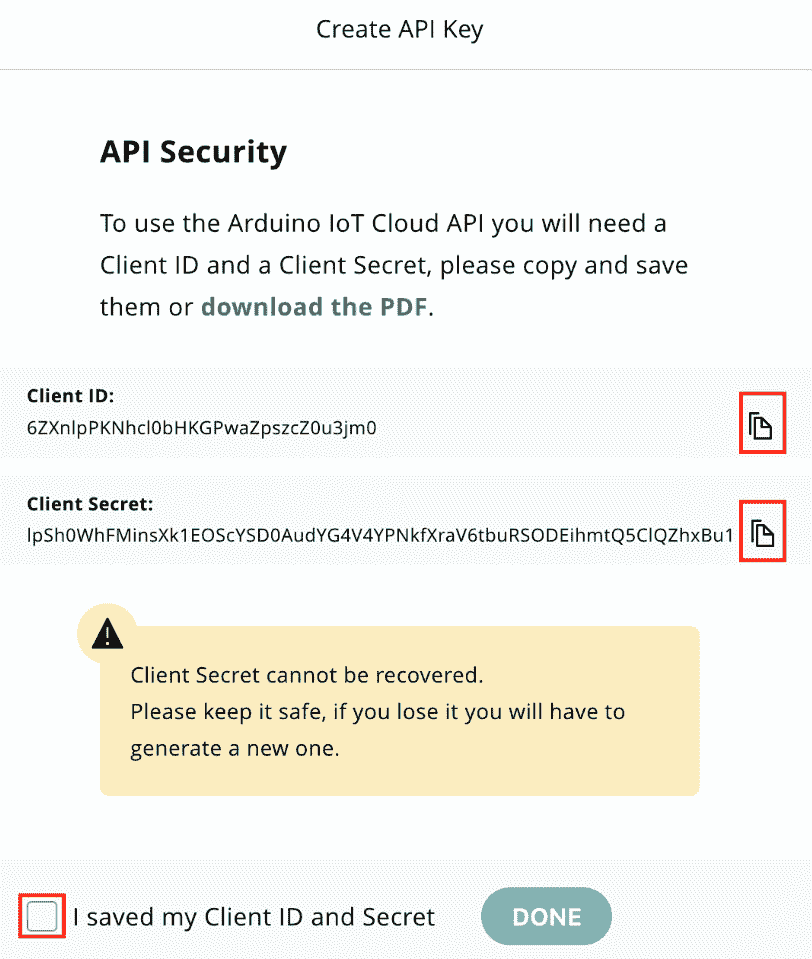 Create API Key
API Security
To use the Arduino IoT Cloud API you will need a
Client ID and a Client Secret, please copy and save
them or download the PDF.
Client ID:
6ZXnlpPKNhcl0bHKGPwaZpszcZ0u3jm0
Client Secret:
lpSh0WhFMinsXk1EOScYSD0AudYG4V4YPNkfXraV6tbuRSODEihmtQ5ClQZhxBu1
Client Secret cannot be recovered.
Please keep it safe, if you lose it you will have to
generate a new one.
I saved my Client ID and Secret
DONE